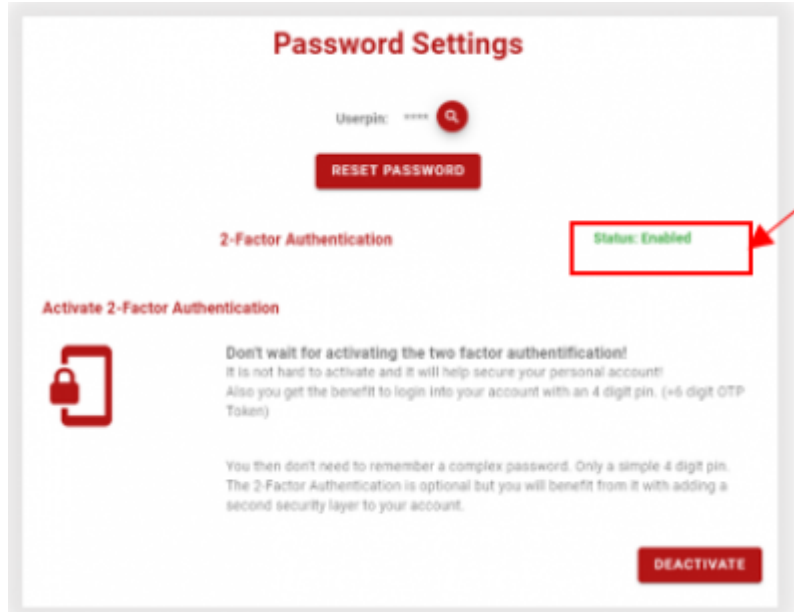 Password Settings
Userpin: ****
RESET PASSWORD
2-Factor Authentication
Status: Enabled
Activate 2-Factor Authentication
Don't wait for activating the two factor authentification!
It is not hard to activate and it will help secure your personal account!
Also you get the benefit to login into your account with an 4 digit pin. (+6 digit OTP
Token)
You then don't need to remember a complex password. Only a simple 4 digit pin.
The 2-Factor Authentication is optional but you will benefit from it with adding a
second security layer to your account.
DEACTIVATE